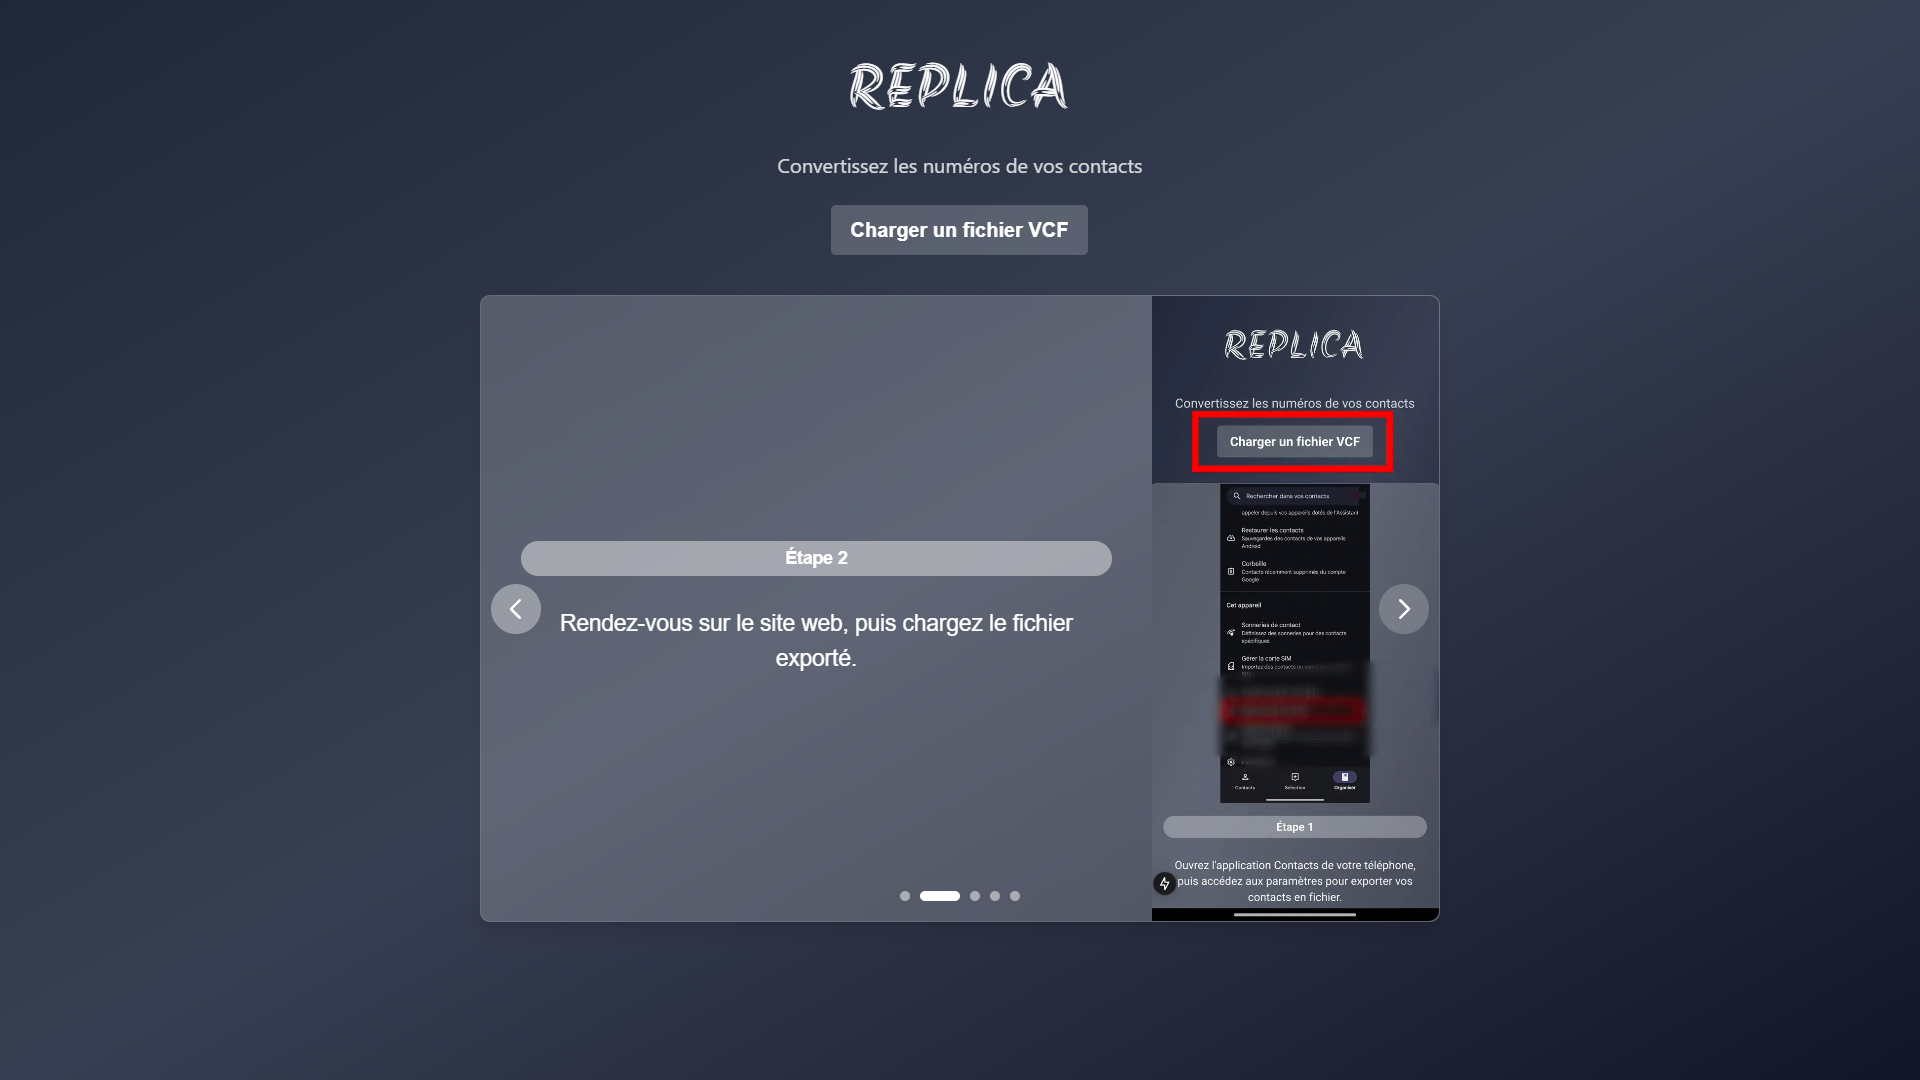 REPLICA
Convertissez les numéros de vos contacts
Charger un fichier VCF
Étape 2
Rendez-vous sur le site web, puis chargez le fichier
exporté.
REPLICA
Convertissez les numéros de vos contacts
Charger un fichier VCF
Rechercher dans vos contacts
appeler depuis vos appareils dotés de l'Assistant
Restaurer les contacts
Sauvegardes des contacts de vos appareils
Android
Corbeille
Contacts récemment supprimés du compte
Google
Cet appareil
Sonneries de contact
Définissez des sonneries pour des contacts
spécifiques
Gérer la carte SIM
Importez des contacts ou
Contacts
Sélection
Organiser
Étape 1
Ouvrez l'application Contacts de votre téléphone,
puis accédez aux paramètres pour exporter vos
contacts en fichier.